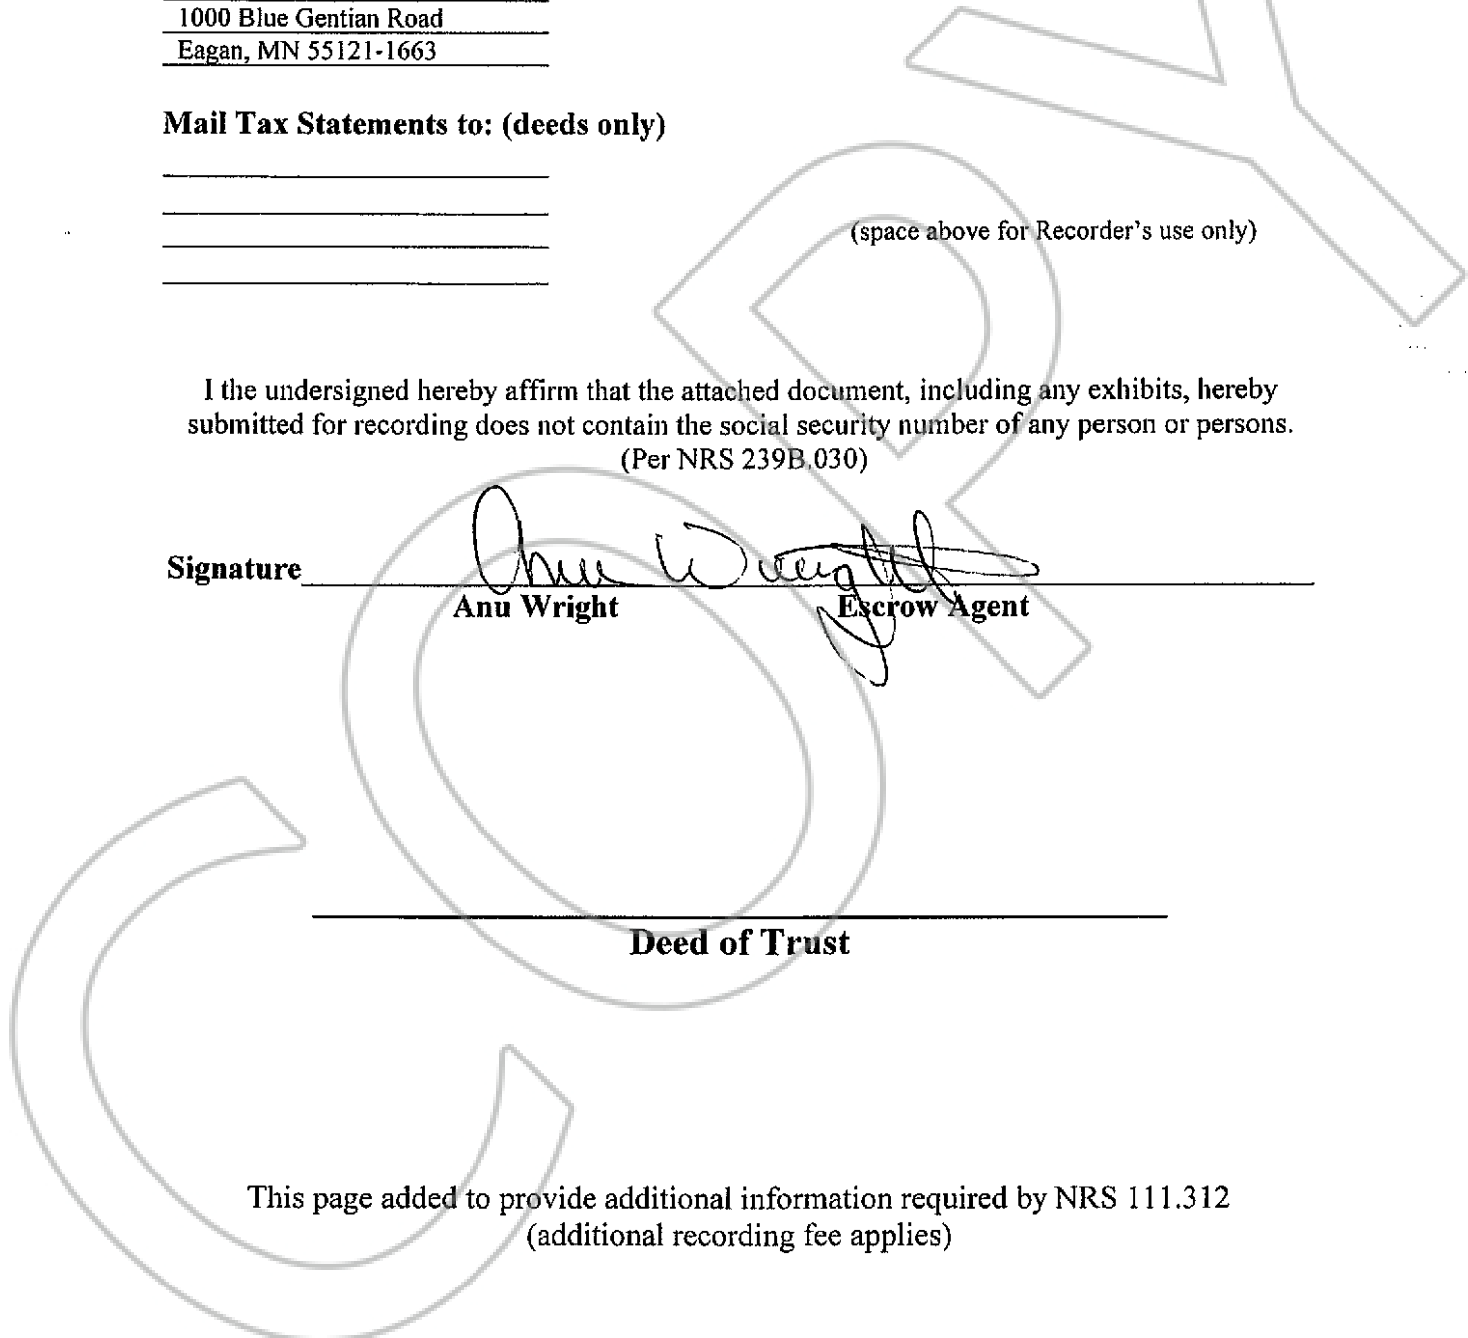 1000 Blue Gentian Road
Eagan, MN 55121-1663
Mail Tax Statements to: (deeds only)
(space above for Recorder's use only)
I the undersigned hereby affirm that the attached document, including any exhibits, hereby
submitted for recording does not contain the social security number of any person or persons.
(Per NRS 239B.030)
Signature Anu Wright
Anu Wright Escrow Agent
Deed of Trust
This page added to provide additional information required by NRS 111.312
(additional recording fee applies)
COPY